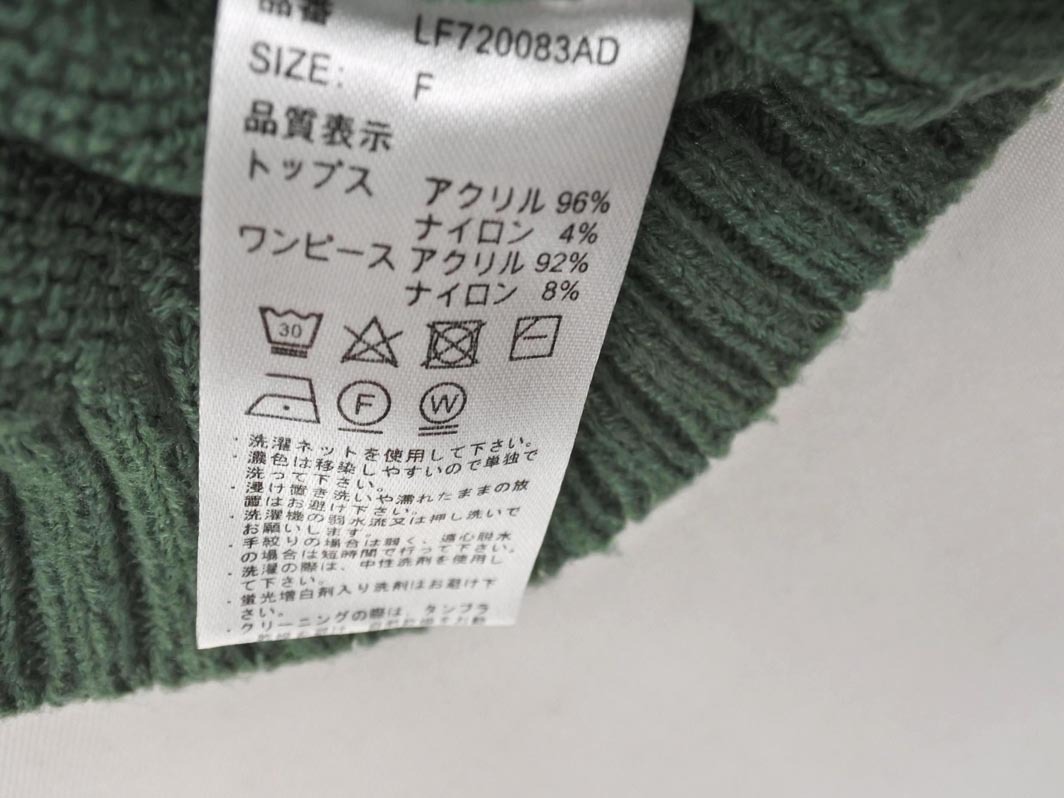 品番 LF720083AD
SIZE: F
品質表示
トップス アクリル 96%
ナイロン 4%
ワンピース アクリル 92%
ナイロン 8%
30
F W
・洗濯ネットを使用して下さい。
・濃色は移染しやすいので単独で
洗って下さい。
・浸け置き洗いや濡れたままの放
置はお避け下さい。
・洗濯機の弱水流又は押し洗いで
お願いします。
・手絞りの場合は弱く、遠心脱水
の場合は短時間で行って下さい。
・洗濯の際は、中性洗剤を使用し
て下さい。
・蛍光増白剤入り洗剤はお避け下
さい。
・クリーニングの際は、タンブラ